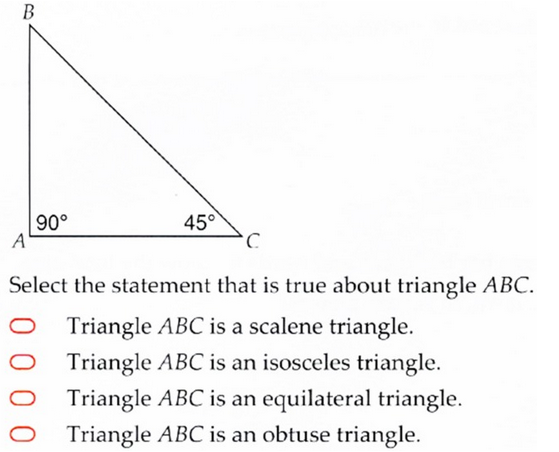 B
90° 45°
A C
Select the statement that is true about triangle ABC.
Triangle ABC is a scalene triangle.
Triangle ABC is an isosceles triangle.
Triangle ABC is an equilateral triangle.
Triangle ABC is an obtuse triangle.